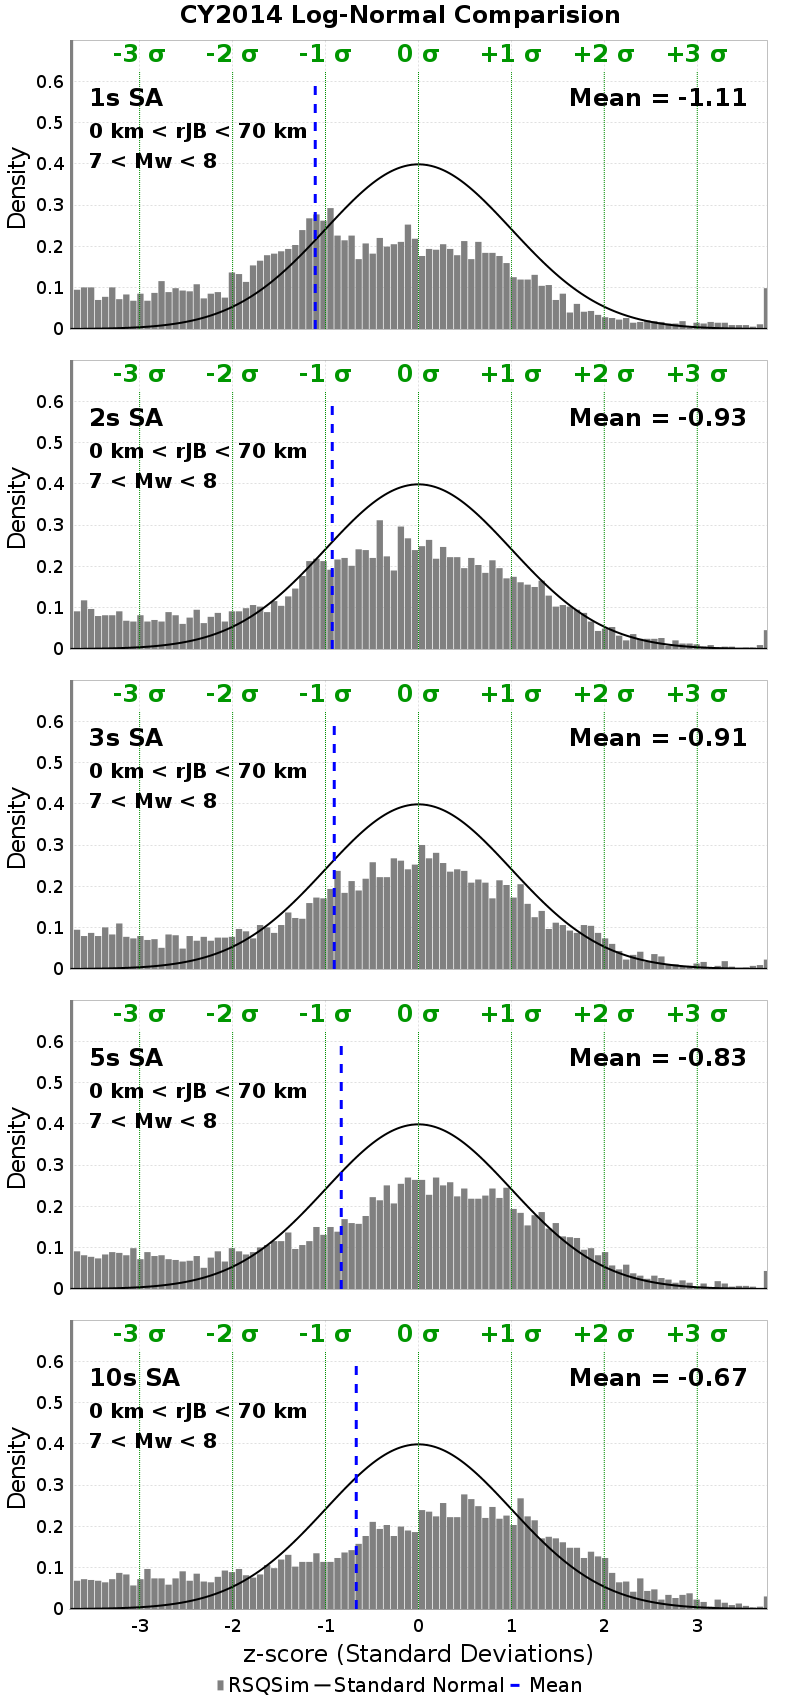 CY2014 Log-Normal Comparision
-3 σ -2 σ -1 σ 0 σ +1 σ +2 σ +3 σ
0.6
1s SA Mean = -1.11
0.5
0 km < rJB < 70 km
7 < Mw < 8
0.4
0.3
0.2
0.1
0
Density
-3 σ -2 σ -1 σ 0 σ +1 σ +2 σ +3 σ
0.6
2s SA Mean = -0.93
0.5
0 km < rJB < 70 km
7 < Mw < 8
0.4
0.3
0.2
0.1
0
Density
-3 σ -2 σ -1 σ 0 σ +1 σ +2 σ +3 σ
0.6
3s SA Mean = -0.91
0.5
0 km < rJB < 70 km
7 < Mw < 8
0.4
0.3
0.2
0.1
0
Density
-3 σ -2 σ -1 σ 0 σ +1 σ +2 σ +3 σ
0.6
5s SA Mean = -0.83
0.5
0 km < rJB < 70 km
7 < Mw < 8
0.4
0.3
0.2
0.1
0
Density
-3 σ -2 σ -1 σ 0 σ +1 σ +2 σ +3 σ
0.6
10s SA Mean = -0.67
0.5
0 km < rJB < 70 km
7 < Mw < 8
0.4
0.3
0.2
0.1
0
Density
-3 -2 -1 0 1 2 3
z-score (Standard Deviations)
RSQSim Standard Normal Mean